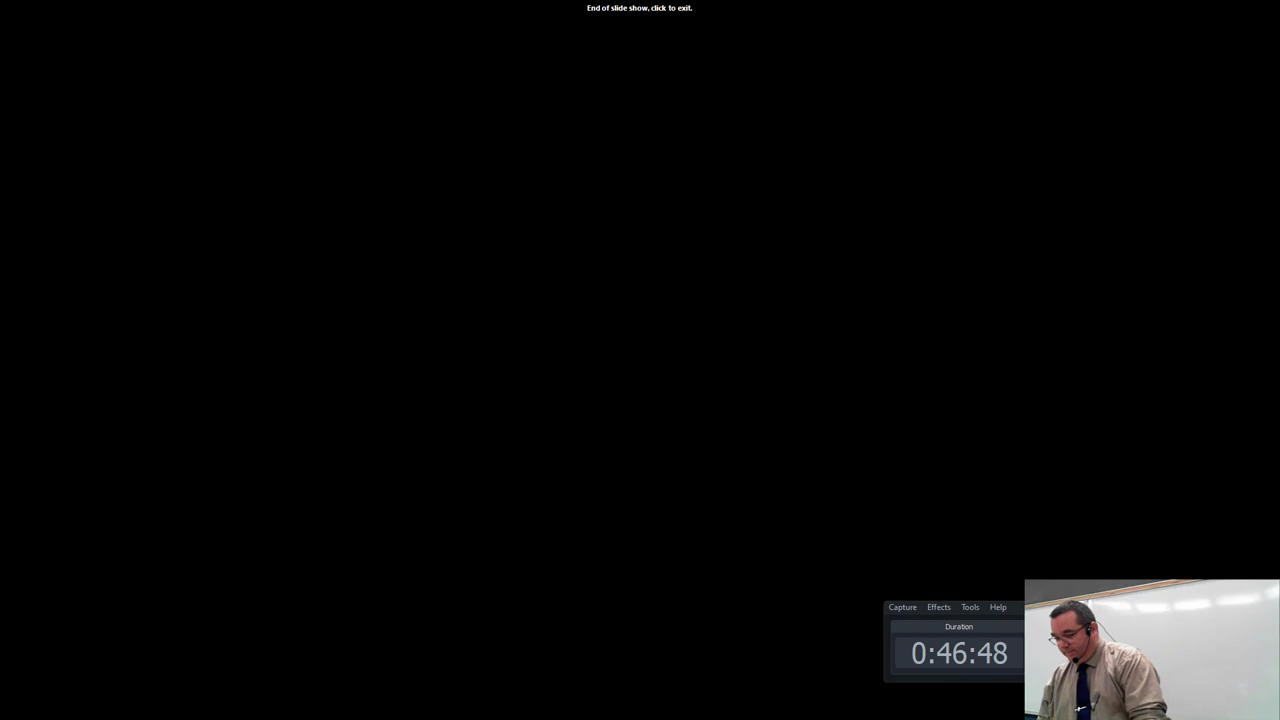 End of slide show, click to exit.
Capture Effects Tools Help
Duration
0:46:48